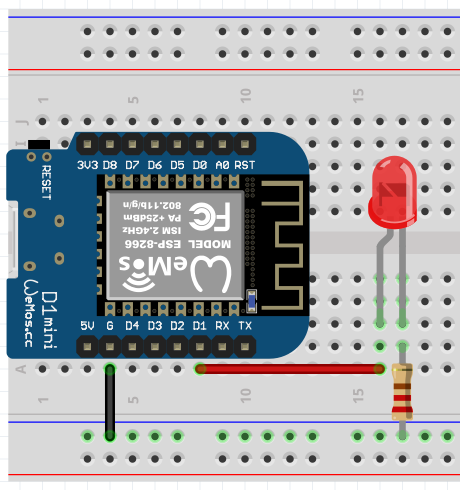 1 5 10 15
J
I
3V3 D8 D7 D6 D5 D0 A0 RST
RESET
MODEL ESP-8266
ISM 2.4GHz
PA +25dBm
802.11b/g/n
FC
WeMos
D1 mini
WeMos.cc
5V G D4 D3 D2 D1 RX TX
A
1 5 10 15